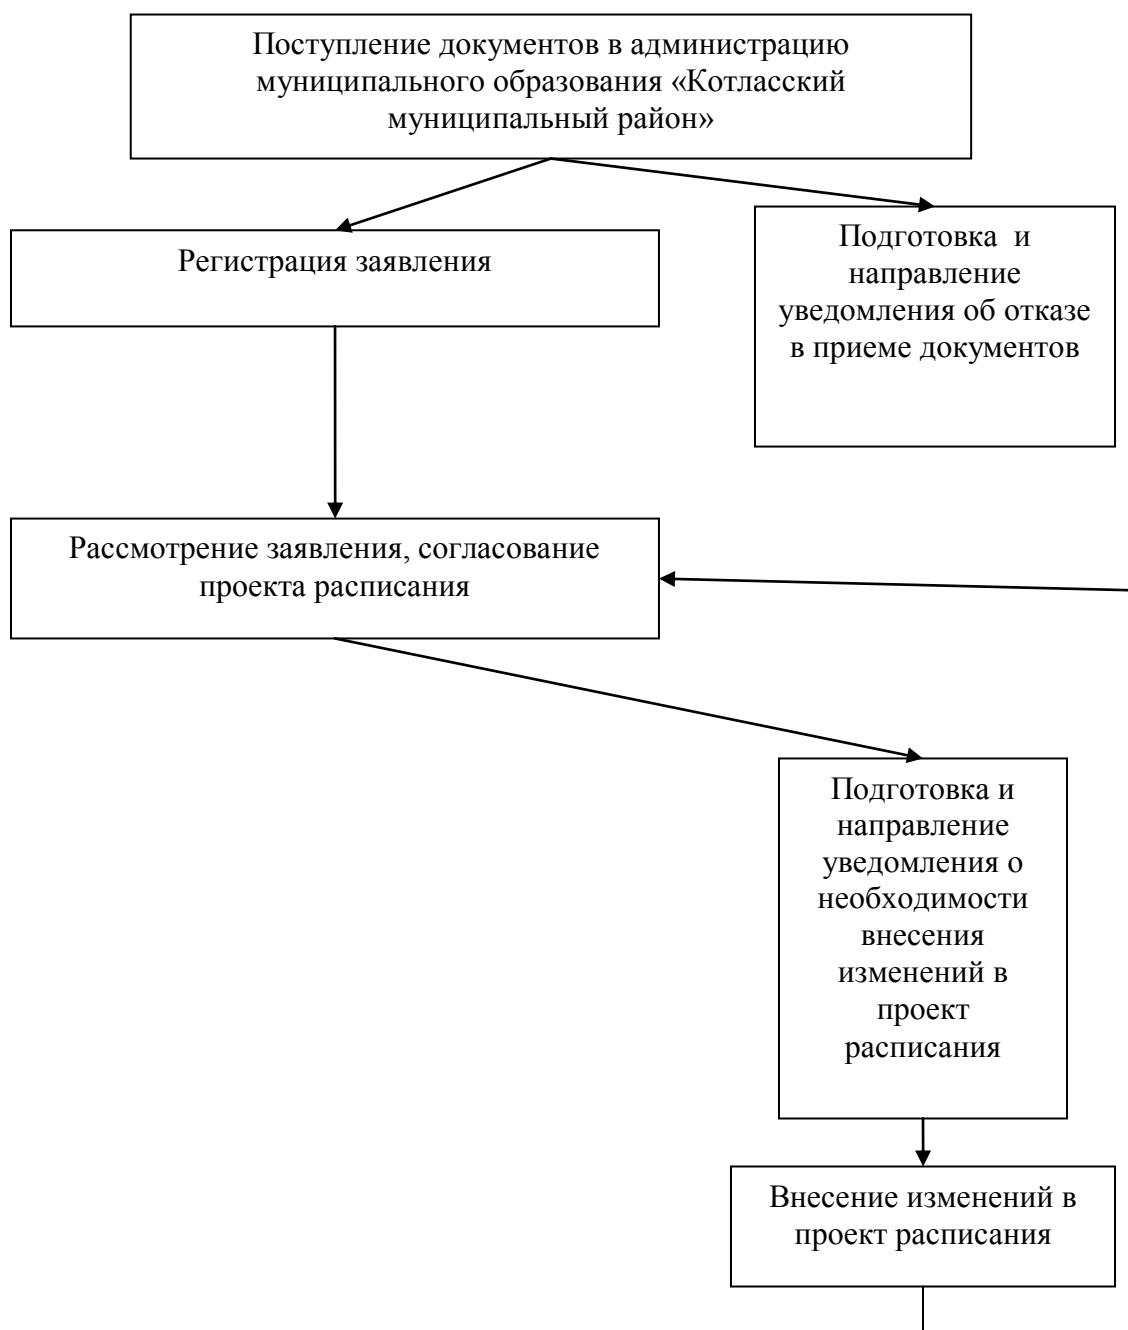 Поступление документов в администрацию
муниципального образования «Котласский
муниципальный район»
Регистрация заявления
Подготовка  и
направление
уведомления об отказе
в приеме документов
Рассмотрение заявления, согласование
проекта расписания
Подготовка и
направление
уведомления о
необходимости
внесения
изменений в
проект
расписания
Внесение изменений в
проект расписания